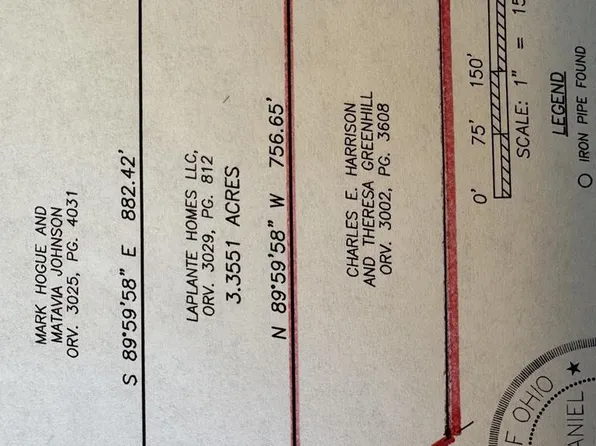 MARK HOGUE AND
MATAVIA JOHNSON
ORV. 3025, PG. 4031
S 89°59'58" E 882.42'
LAPLANTE HOMES LLC,
ORV. 3029, PG. 812
3.3551 ACRES
N 89°59'58" W 756.65'
CHARLES E. HARRISON
AND THERESA GREENHILL
ORV. 3002, PG. 3608
0' 75' 150'
SCALE: 1" = 15
LEGEND
IRON PIPE FOUND
F OHIO
ANIEL